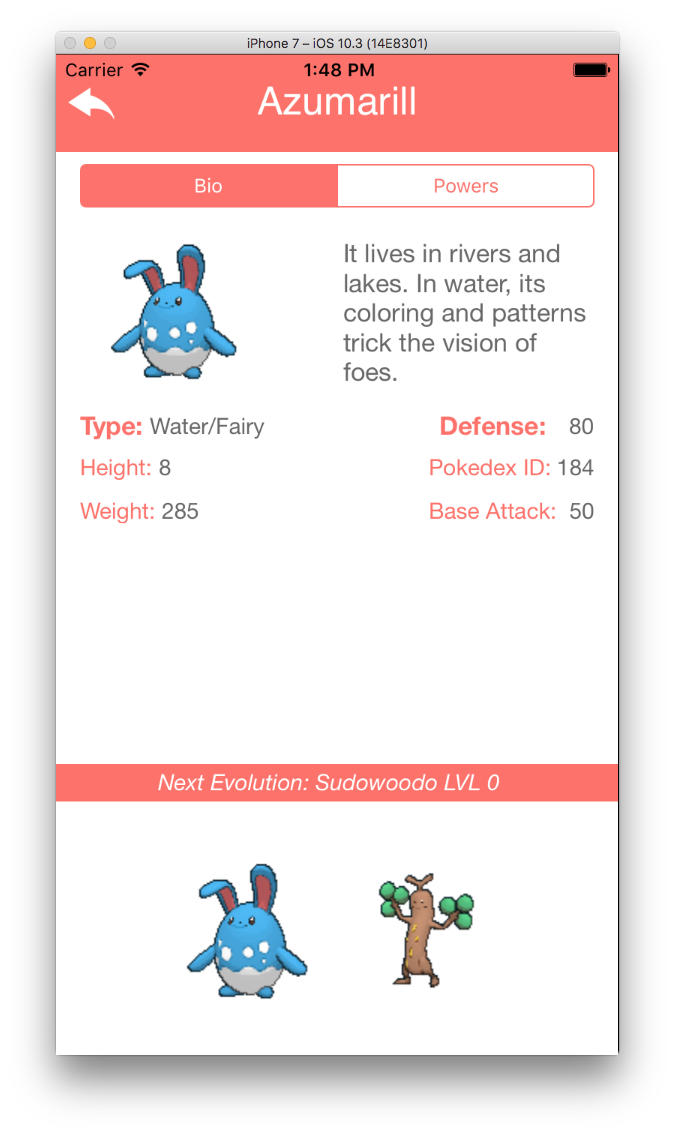 iPhone 7 – iOS 10.3 (14E8301)
Carrier 1:48 PM
Azumarill
Bio Powers
It lives in rivers and
lakes. In water, its
coloring and patterns
trick the vision of
foes.
Type: Water/Fairy Defense: 80
Height: 8 Pokedex ID: 184
Weight: 285 Base Attack: 50
Next Evolution: Sudowoodo LVL 0